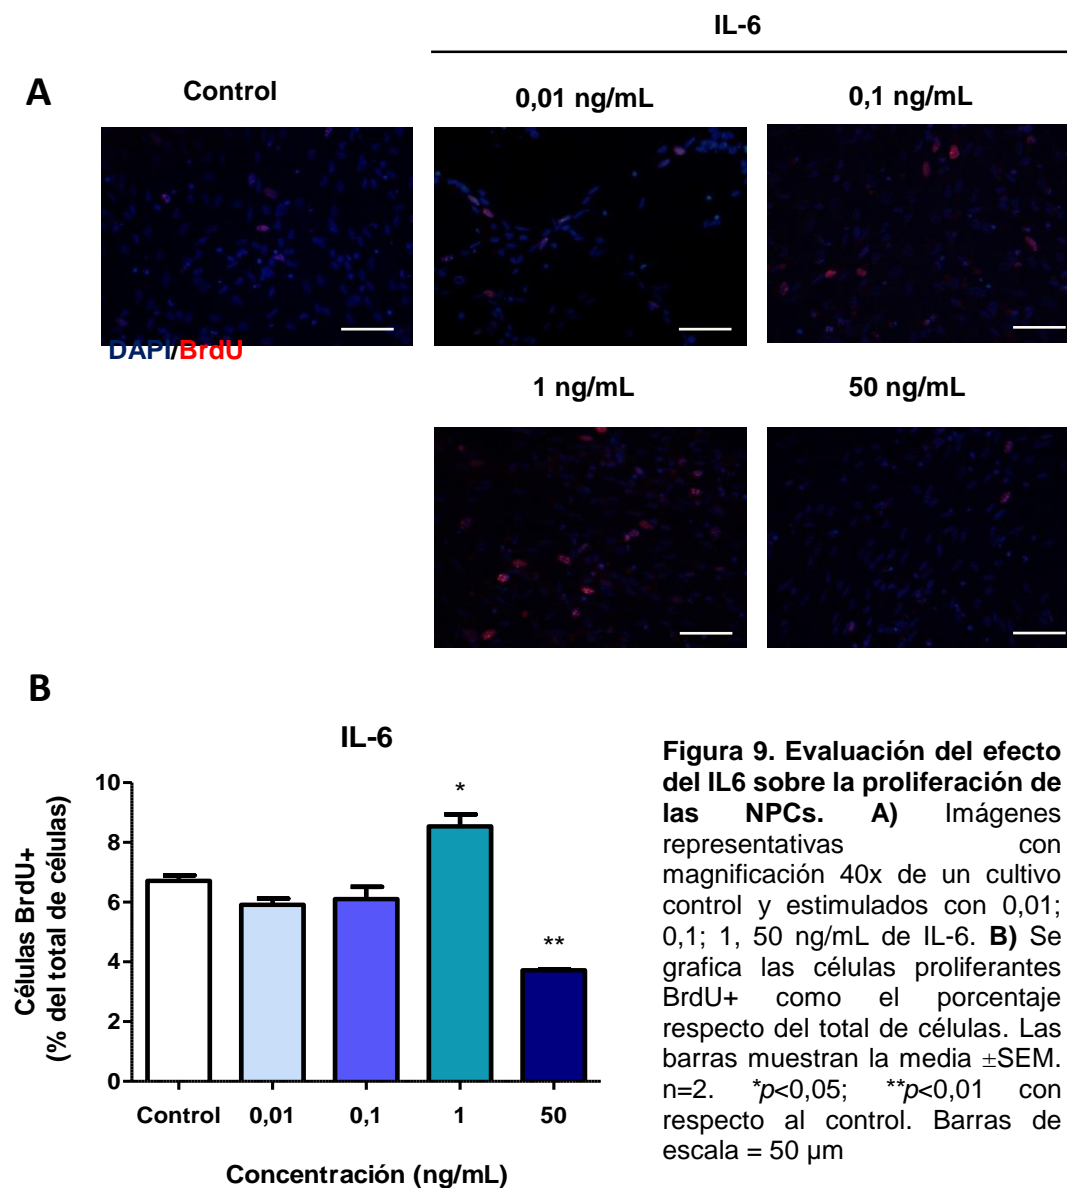 IL-6
A
Control
0,01 ng/mL
0,1 ng/mL
DAPI/BrdU
1 ng/mL
50 ng/mL
B
IL-6
Células BrdU+
(% del total de células)
10
8
6
4
2
0
*
**
Control 0,01 0,1 1 50
Concentración (ng/mL)
Figura 9. Evaluación del efecto
del IL6 sobre la proliferación de
las NPCs. A) Imágenes
representativas con
magnificación 40x de un cultivo
control y estimulados con 0,01;
0,1; 1, 50 ng/mL de IL-6. B) Se
grafica las células proliferantes
BrdU+ como el porcentaje
respecto del total de células. Las
barras muestran la media ±SEM.
n=2. *p<0,05; **p<0,01 con
respecto al control. Barras de
escala = 50 µm